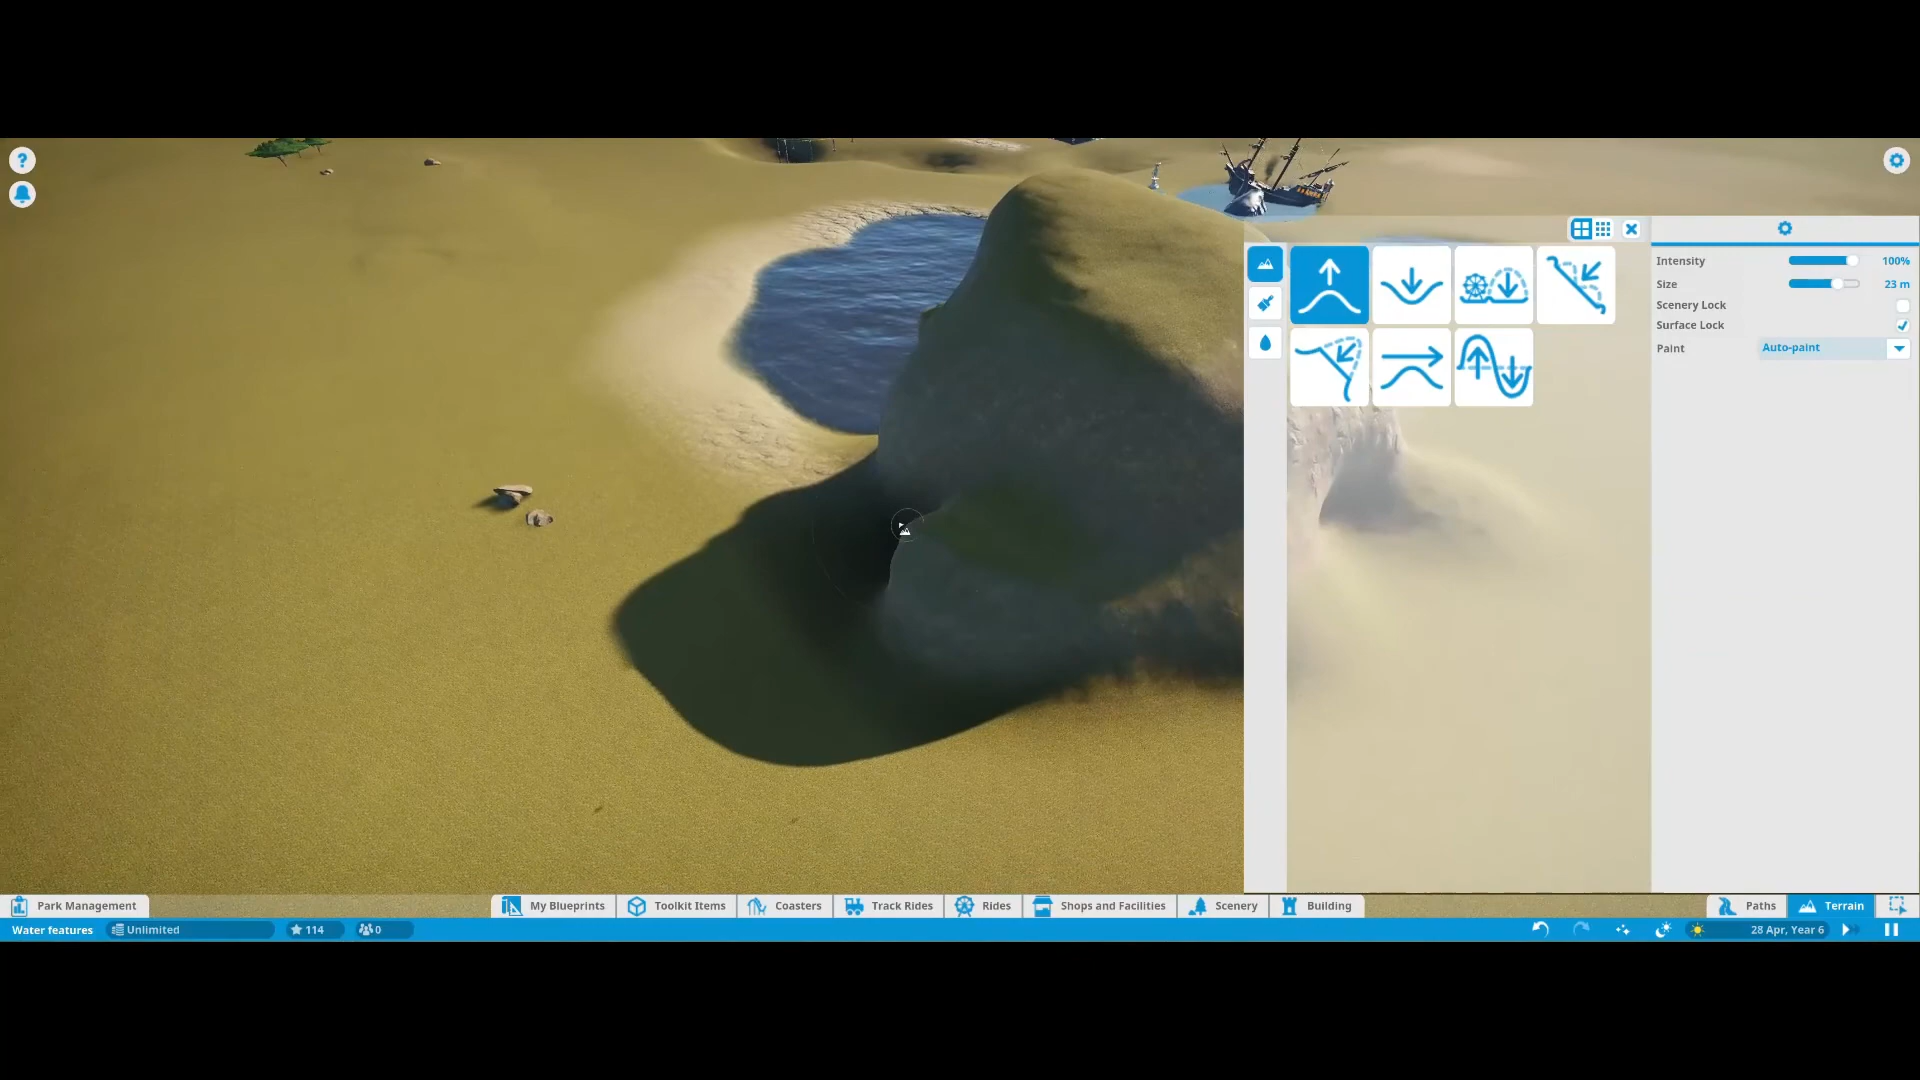 ?
Intensity 100%
Size 23 m
Scenery Lock
Surface Lock
Paint Auto-paint
Park Management My Blueprints Toolkit Items Coasters Track Rides Rides Shops and Facilities Scenery Building Paths Terrain
Water features Unlimited 114 0 28 Apr, Year 6